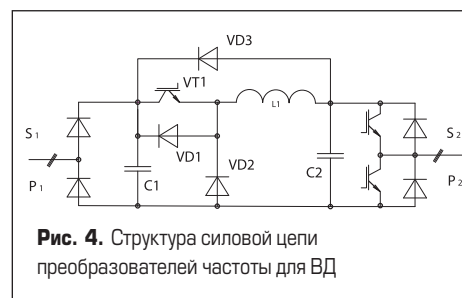 VD3
VT1
L1
S1
S2
VD1
VD2
P1
C1
C2
P2
Рис. 4. Структура силовой цепи
преобразователей частоты для ВД